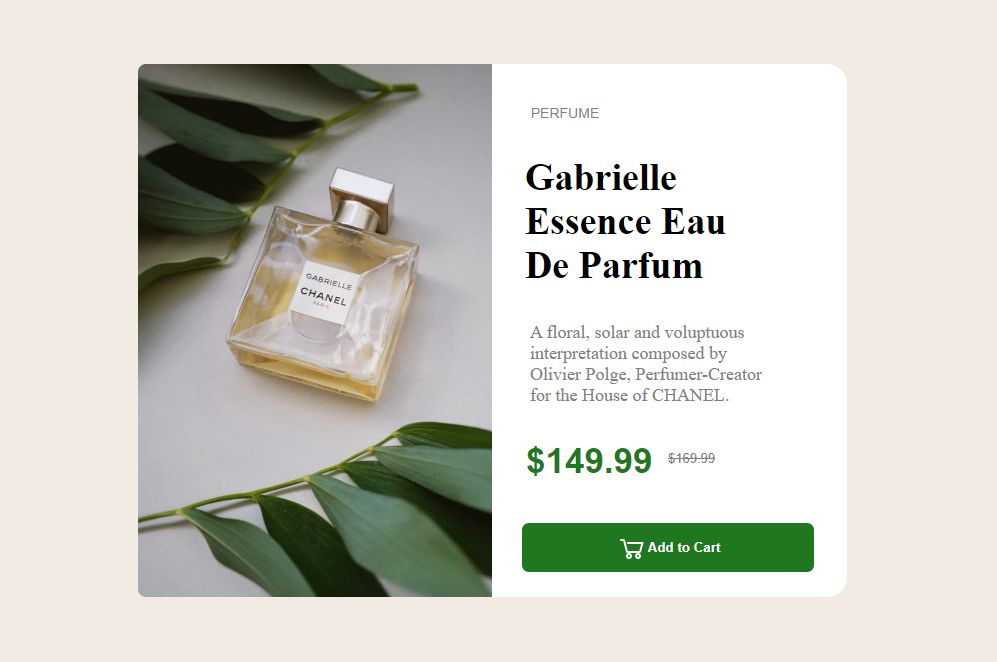 GABRIELLE
CHANEL
PARIS
PERFUME
Gabrielle
Essence Eau
De Parfum
A floral, solar and voluptuous
interpretation composed by
Olivier Polge, Perfumer-Creator
for the House of CHANEL.
$149.99 $169.99
Add to Cart